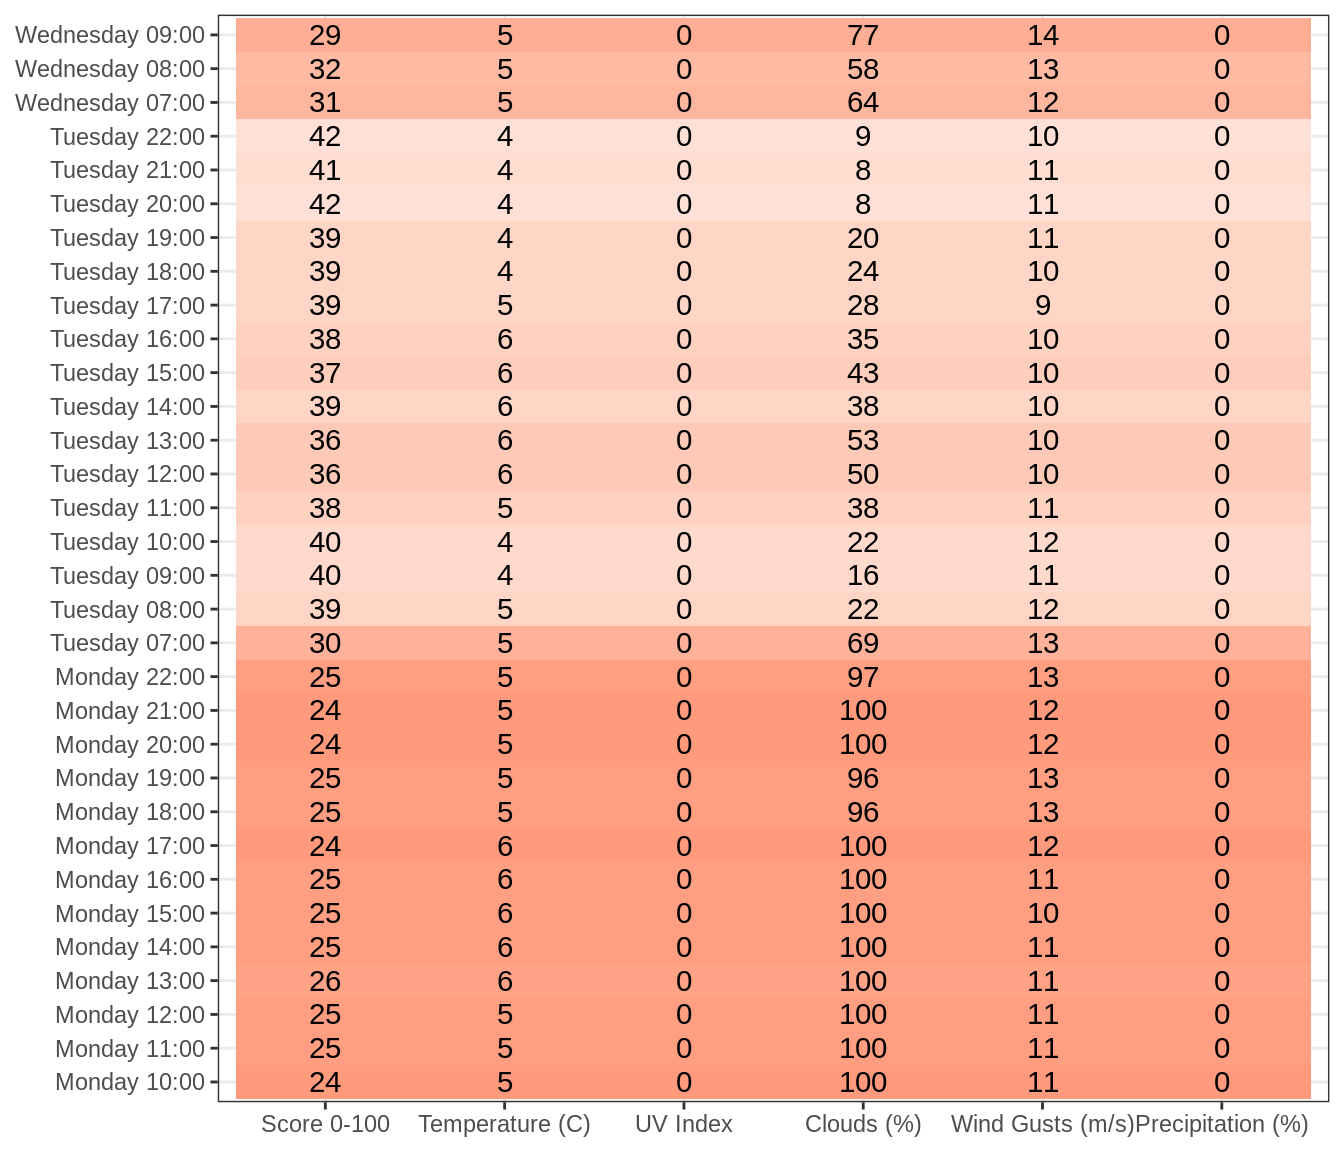 Wednesday 09:00 29 5 0 77 14 0
Wednesday 08:00 32 5 0 58 13 0
Wednesday 07:00 31 5 0 64 12 0
Tuesday 22:00 42 4 0 9 10 0
Tuesday 21:00 41 4 0 8 11 0
Tuesday 20:00 42 4 0 8 11 0
Tuesday 19:00 39 4 0 20 11 0
Tuesday 18:00 39 4 0 24 10 0
Tuesday 17:00 39 5 0 28 9 0
Tuesday 16:00 38 6 0 35 10 0
Tuesday 15:00 37 6 0 43 10 0
Tuesday 14:00 39 6 0 38 10 0
Tuesday 13:00 36 6 0 53 10 0
Tuesday 12:00 36 6 0 50 10 0
Tuesday 11:00 38 5 0 38 11 0
Tuesday 10:00 40 4 0 22 12 0
Tuesday 09:00 40 4 0 16 11 0
Tuesday 08:00 39 5 0 22 12 0
Tuesday 07:00 30 5 0 69 13 0
Monday 22:00 25 5 0 97 13 0
Monday 21:00 24 5 0 100 12 0
Monday 20:00 24 5 0 100 12 0
Monday 19:00 25 5 0 96 13 0
Monday 18:00 25 5 0 96 13 0
Monday 17:00 24 6 0 100 12 0
Monday 16:00 25 6 0 100 11 0
Monday 15:00 25 6 0 100 10 0
Monday 14:00 25 6 0 100 11 0
Monday 13:00 26 6 0 100 11 0
Monday 12:00 25 5 0 100 11 0
Monday 11:00 25 5 0 100 11 0
Monday 10:00 24 5 0 100 11 0
Score 0-100 Temperature (C) UV Index Clouds (%) Wind Gusts (m/s) Precipitation (%)